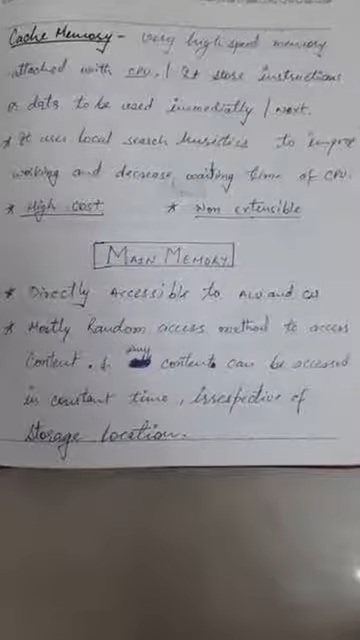 Cache Memory - very high speed memory
attached with CPU. / It store instructions
or data to be used immediately / next.
* It uses local search heuristics to improve
working and decrease waiting time of CPU.
* High cost * Non extensible
MAIN MEMORY
* Directly Accessible to ALU and CU
* Mostly Random access method to access
content. & any contents can be accessed
in constant time, irrespective of
storage location.